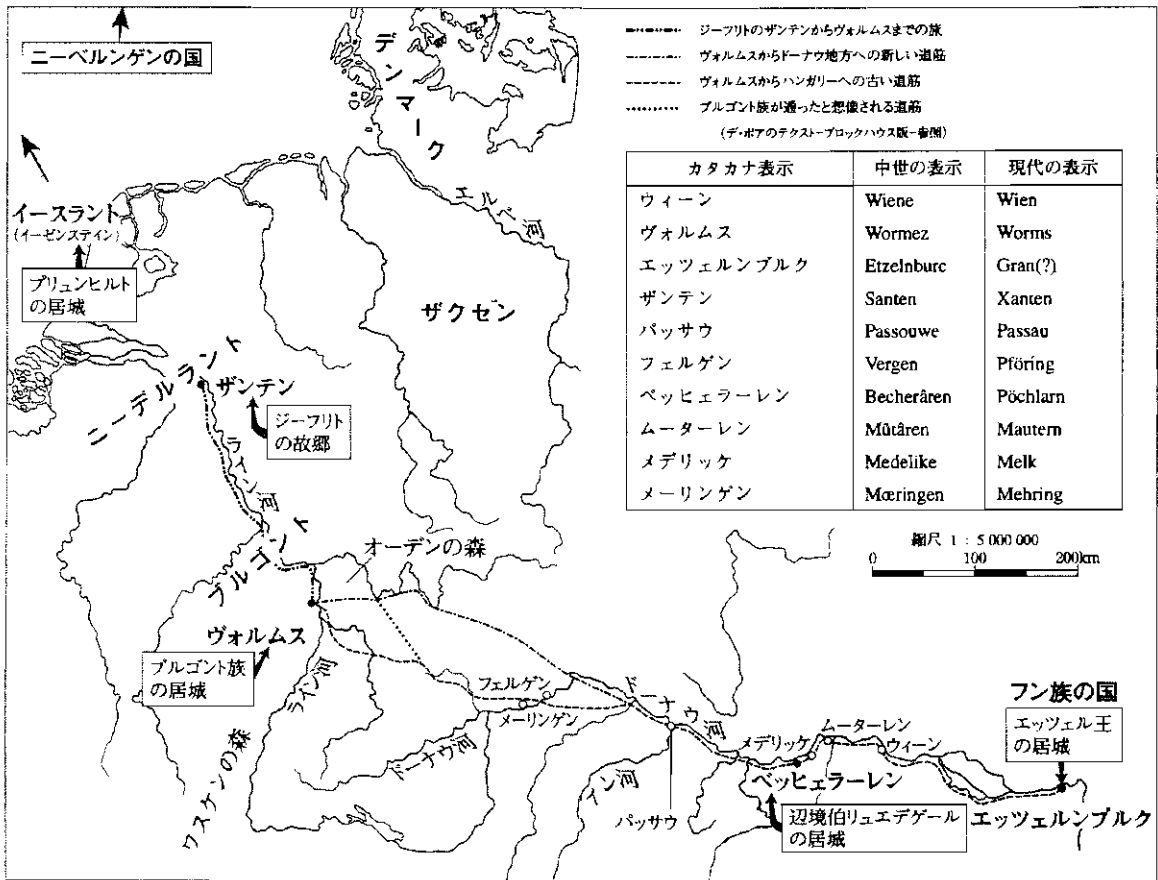 ニーベルンゲンの国
デンマーク
ジーフリトのザンテンからヴォルムスまでの旅
ヴォルムスからドーナウ地方への新しい道筋
ヴォルムスからハンガリーへの古い道筋
ブルゴント族が通ったと想像される道筋
(デ・ボアのテクストーブロックハウス版ー参照)
カタカナ表示 中世の表示 現代の表示
ウィーン Wiene Wien
ヴォルムス Wormez Worms
エッツェルンブルク Etzelnburc Gran(?)
ザンテン Santen Xanten
パッサウ Passouwe Passau
フェルゲン Vergen Pföring
ベッヒェラーレン Becherâren Pöchlarn
ムーターレン Mûtâren Mautern
メデリッケ Medelike Melk
メーリンゲン Mœringen Mehring
縮尺 1 : 5 000 000
0 100 200km
エルベ河
イースラント
(イーゼンステイン)
プリュンヒルト
の居城
ザクセン
ニーデルラント
ザンテン
ジーフリト
の故郷
ライン河
ブルゴント
オーデンの森
ヴォルムス
ブルゴント族
の居城
ライン河
ワスケンの森
フェルゲン
メーリンゲン
ドーナウ河
ドーナウ河
イン河
パッサウ
メデリッケ
ムーターレン
ウィーン
ベッヒェラーレン
辺境伯リュエデゲール
の居城
フン族の国
エッツェル王
の居城
エッツェルンブルク